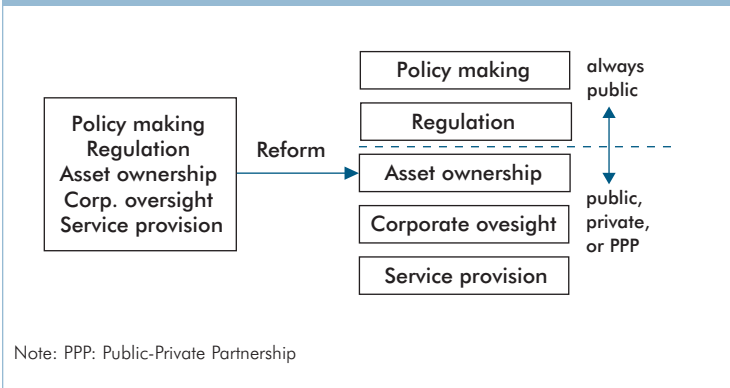 Policy making
Regulation
Asset ownership
Corp. oversight
Service provision
Reform
Policy making
Regulation
Asset ownership
Corporate ovesight
Service provision
always
public
public,
private,
or PPP
Note: PPP: Public-Private Partnership